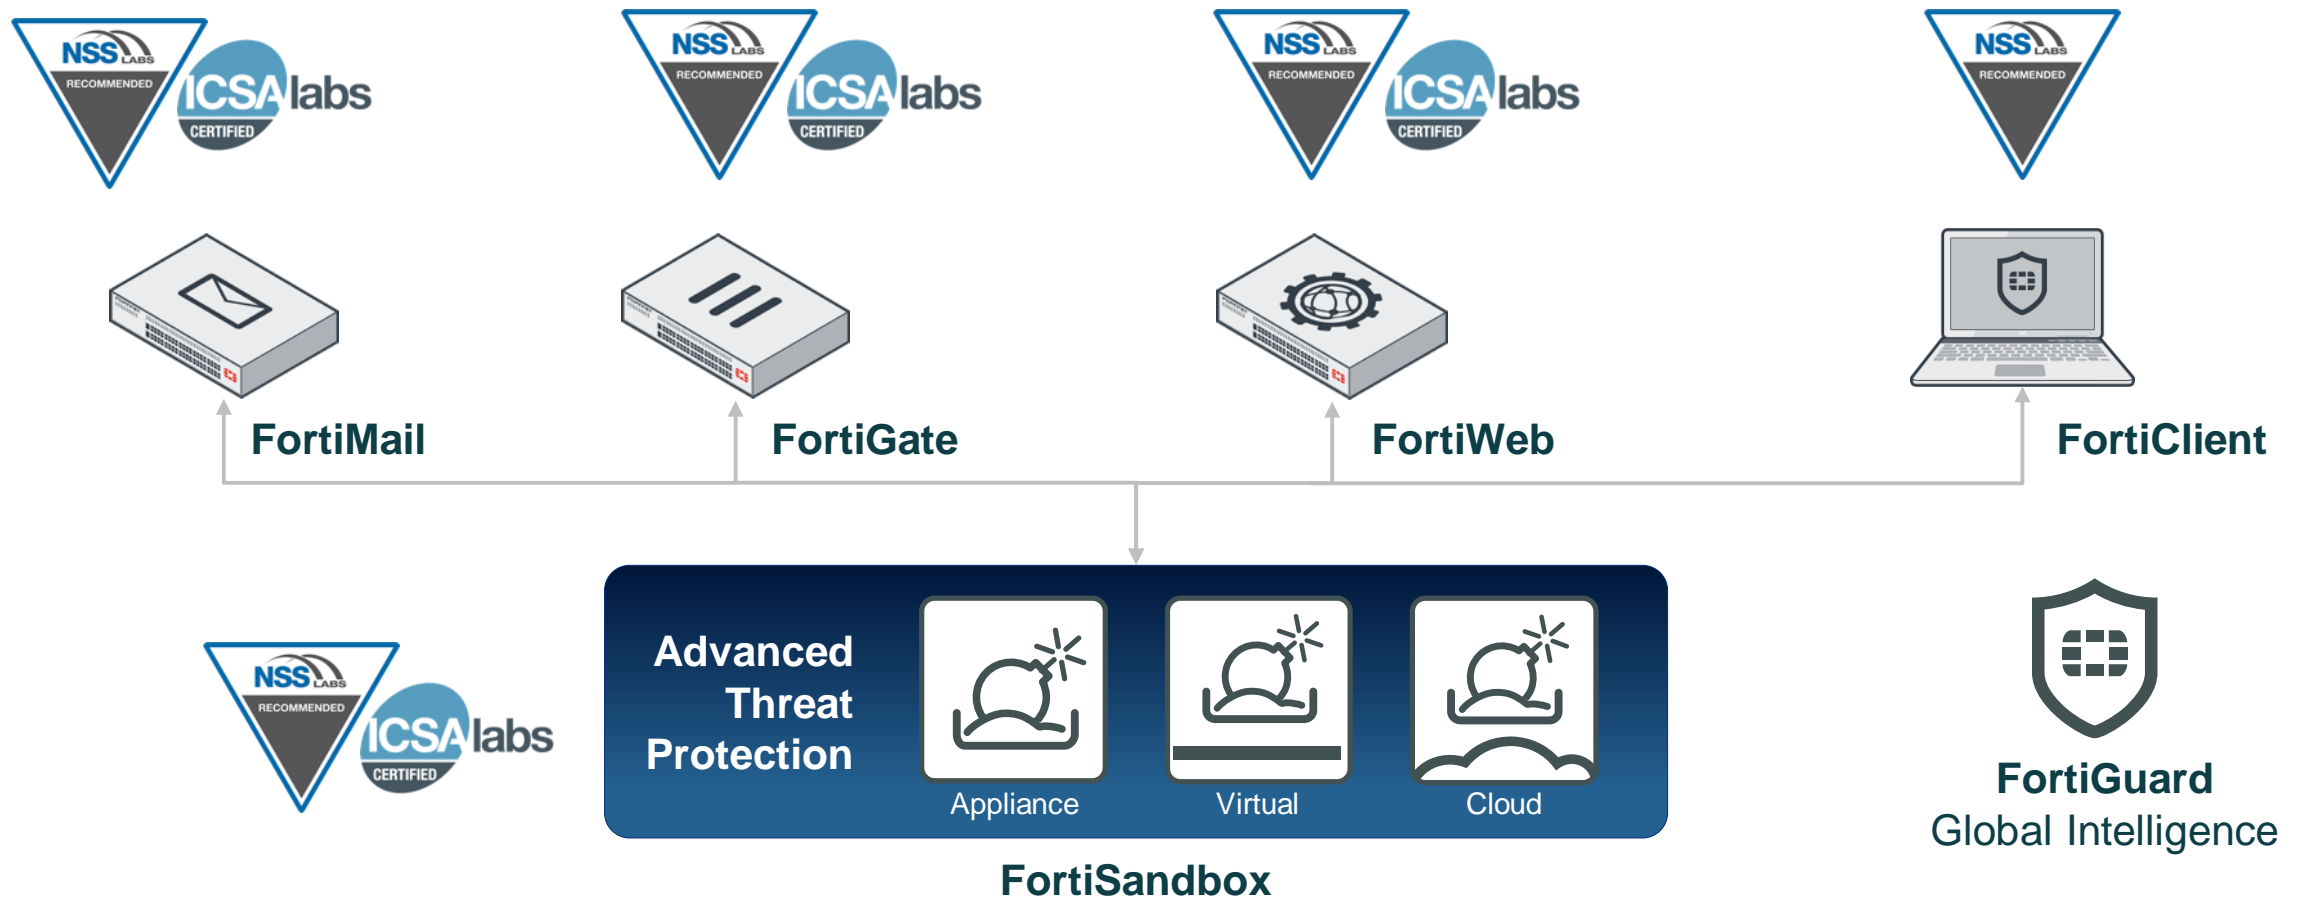 NSS LABS
RECOMMENDED
ICSA labs
CERTIFIED
NSS LABS
RECOMMENDED
ICSA labs
CERTIFIED
NSS LABS
RECOMMENDED
ICSA labs
CERTIFIED
NSS LABS
RECOMMENDED
FortiMail
FortiGate
FortiWeb
FortiClient
NSS LABS
RECOMMENDED
ICSA labs
CERTIFIED
Advanced
Threat
Protection
Appliance
Virtual
Cloud
FortiSandbox
FortiGuard
Global Intelligence